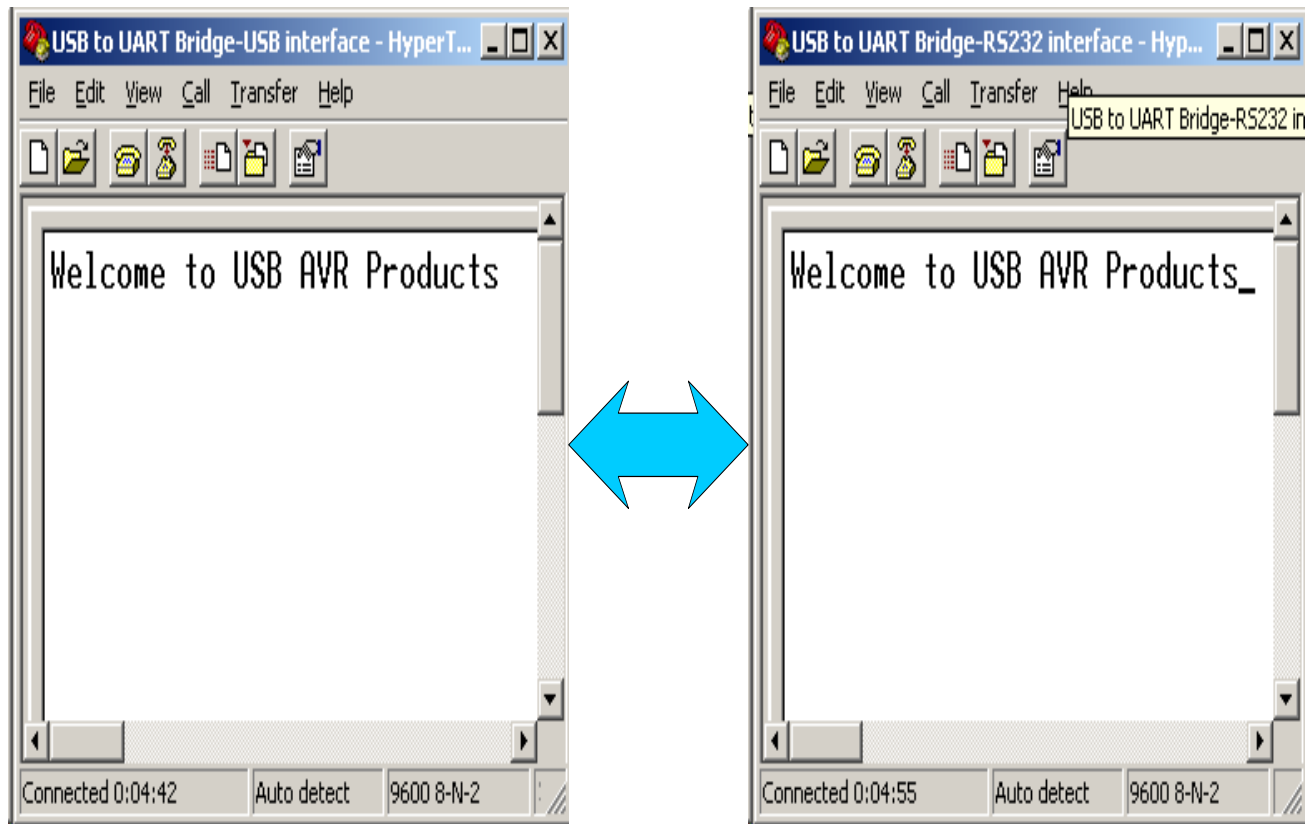 USB to UART Bridge-USB interface - HyperT...
File Edit View Call Transfer Help
Welcome to USB AVR Products
Connected 0:04:42 Auto detect 9600 8-N-2
USB to UART Bridge-RS232 interface - Hyp...
File Edit View Call Transfer Help
USB to UART Bridge-RS232 in
Welcome to USB AVR Products_
Connected 0:04:55 Auto detect 9600 8-N-2